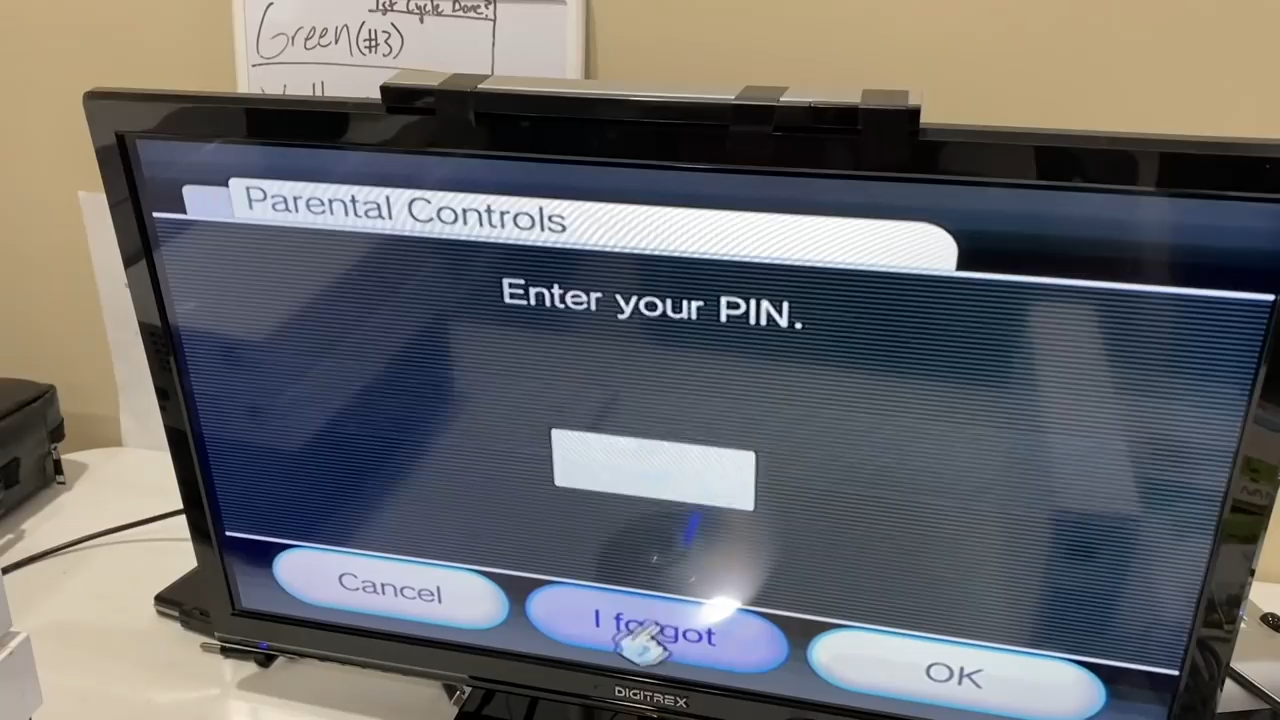 1st Cycle Done?
Green(#3)
Parental Controls
Enter your PIN.
Cancel
I forgot
OK
DIGITREX